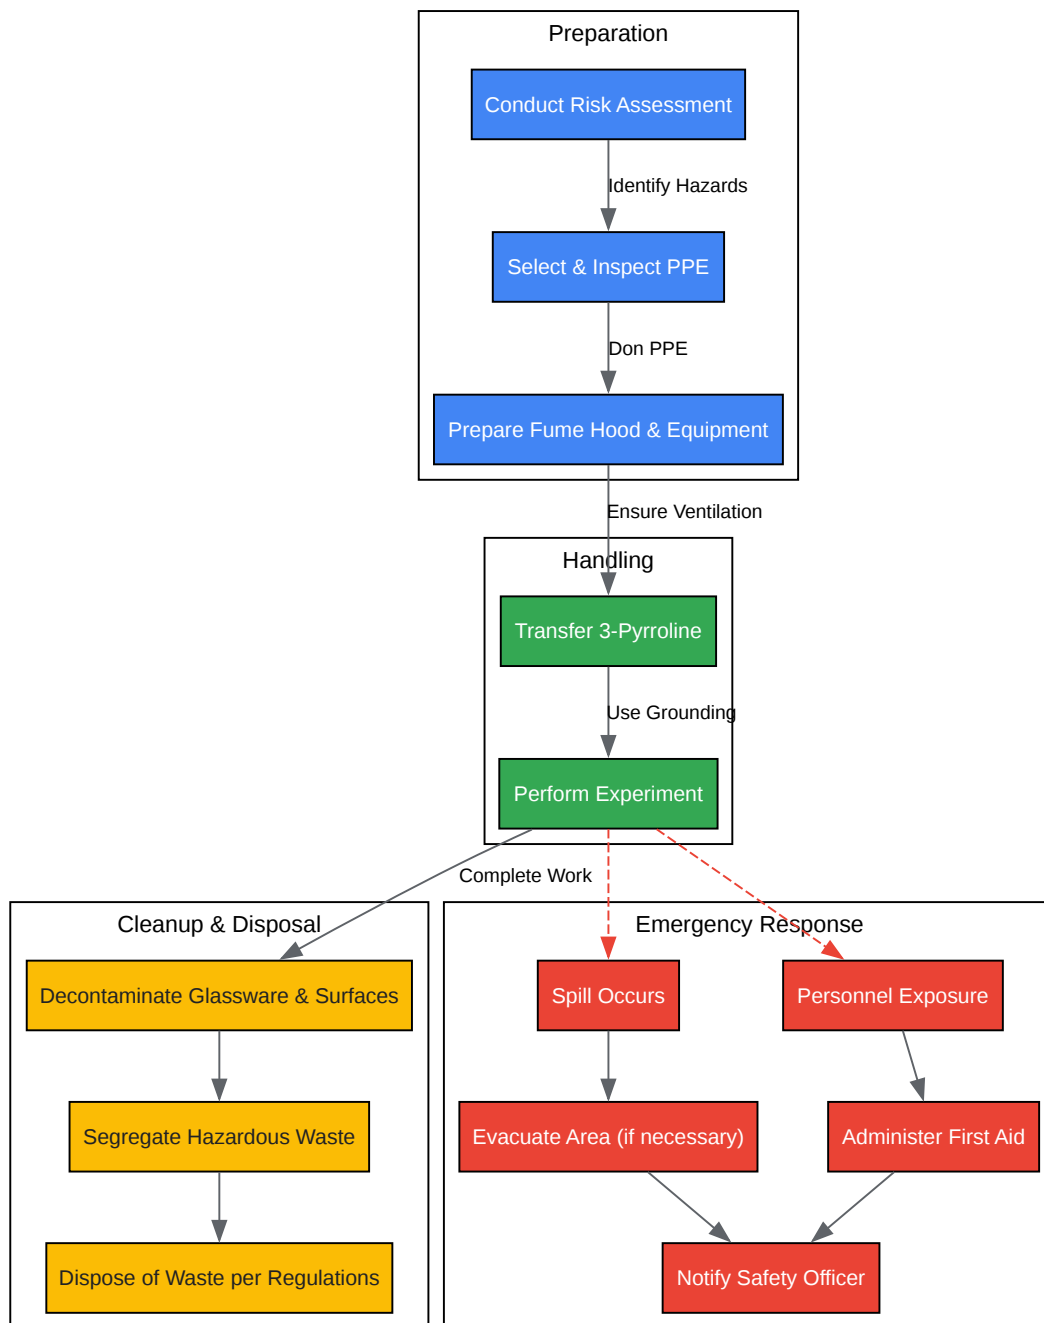 Preparation
Conduct Risk Assessment
Identify Hazards
Select & Inspect PPE
Don PPE
Prepare Fume Hood & Equipment
Ensure Ventilation
Handling
Transfer 3-Pyrroline
Use Grounding
Perform Experiment
Complete Work
Cleanup & Disposal
Decontaminate Glassware & Surfaces
Segregate Hazardous Waste
Dispose of Waste per Regulations
Emergency Response
Spill Occurs
Personnel Exposure
Evacuate Area (if necessary)
Administer First Aid
Notify Safety Officer